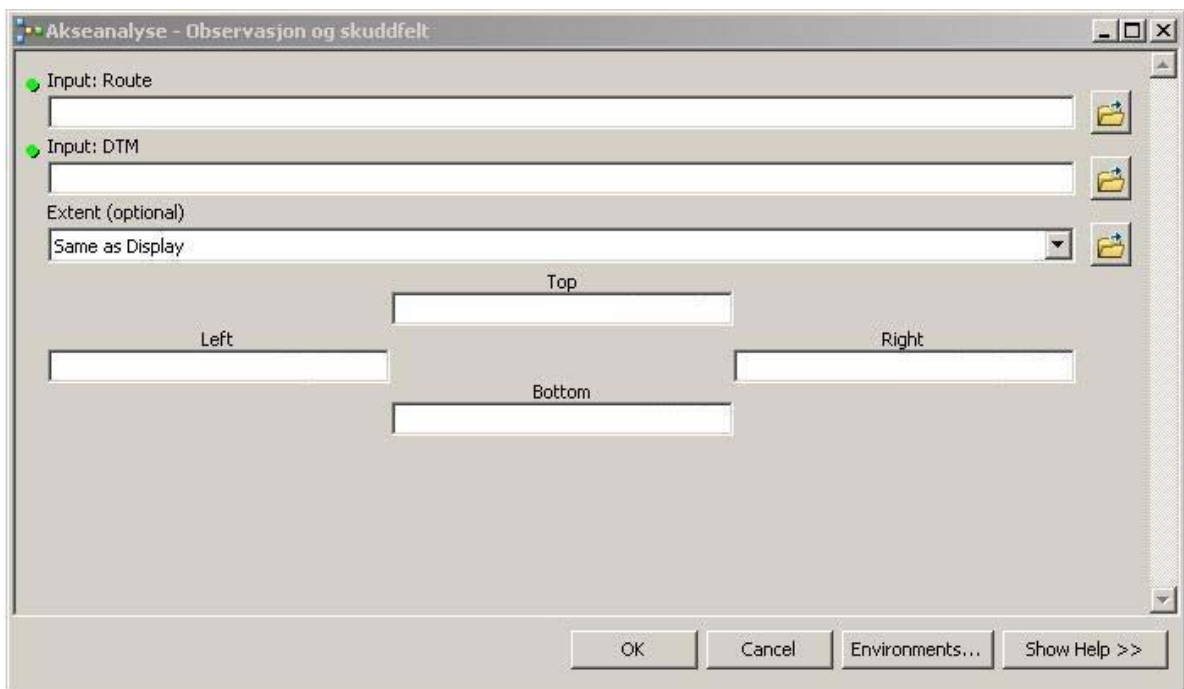 Akseanalyse - Observasjon og skuddfelt
Input: Route
Input: DTM
Extent (optional)
Same as Display
Top
Left
Right
Bottom
OK
Cancel
Environments...
Show Help >>